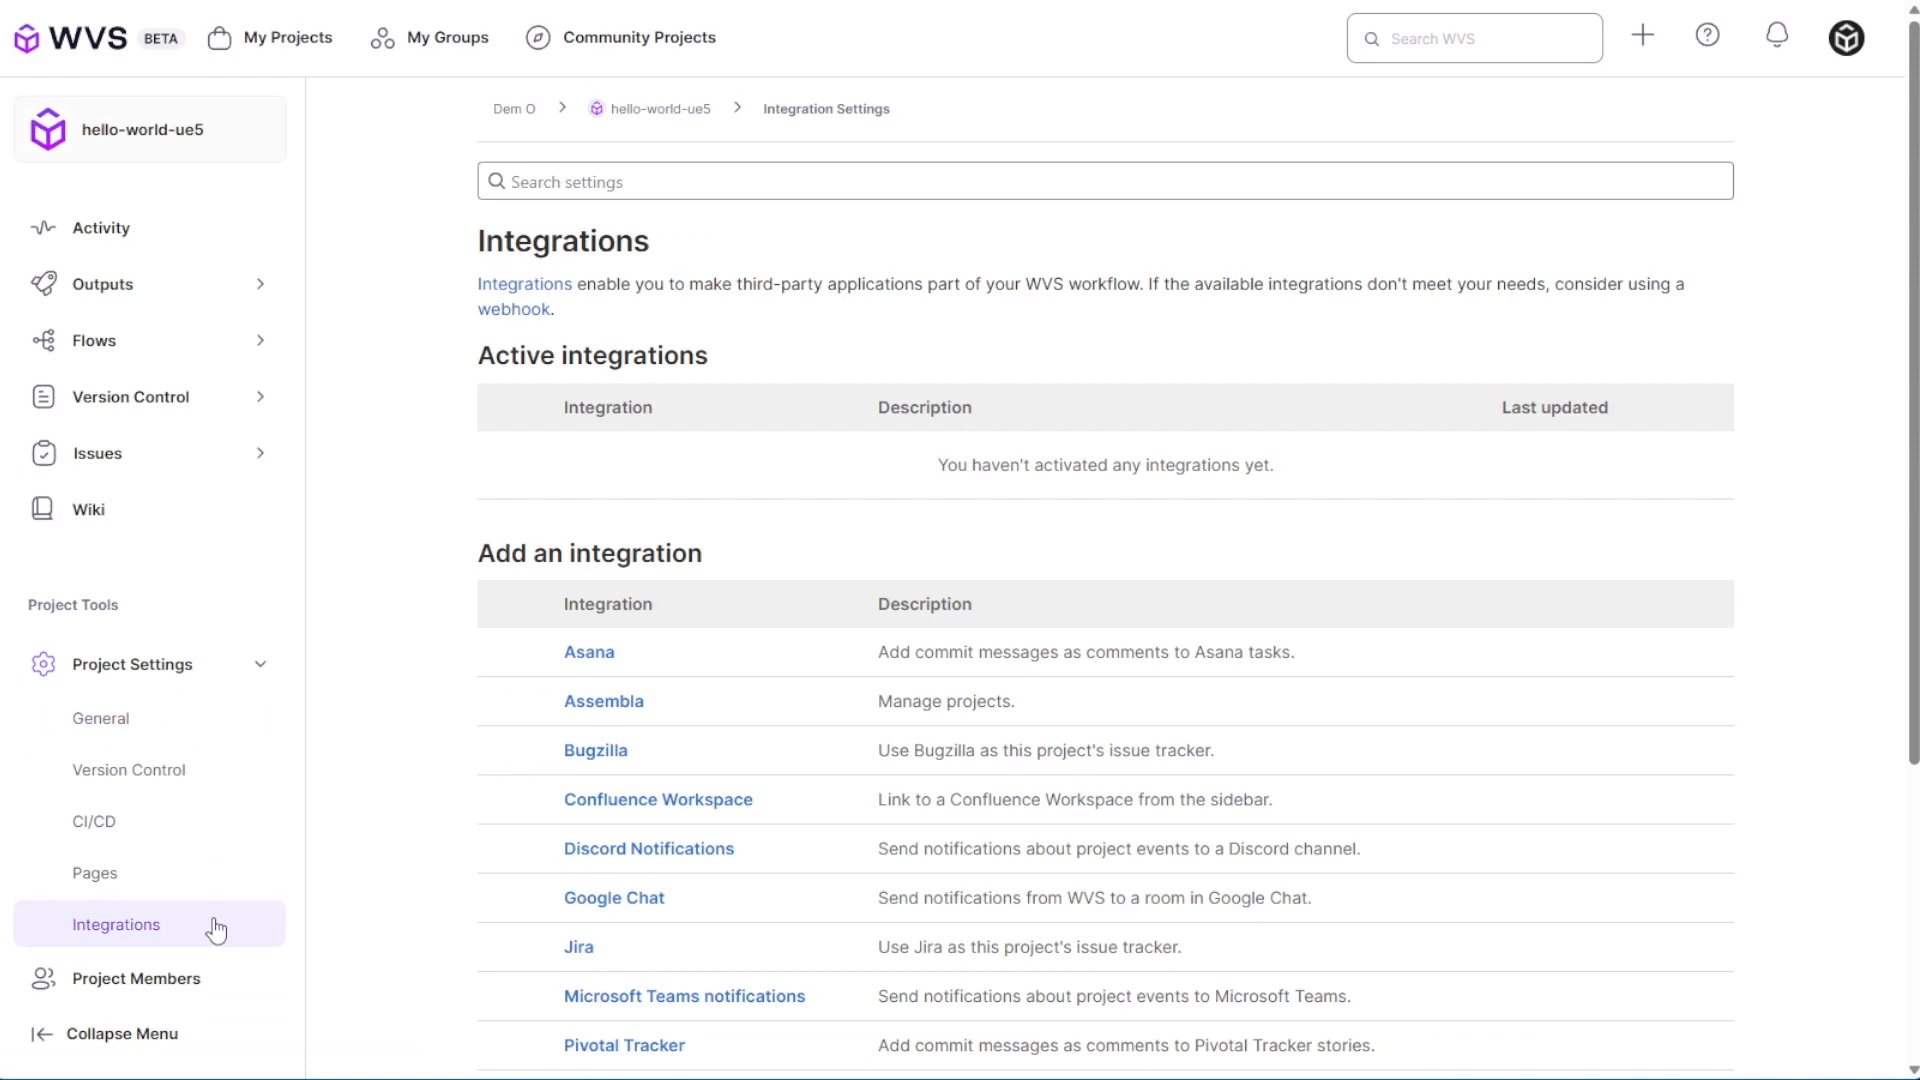 WVS BETA My Projects My Groups Community Projects Search WVS
hello-world-ue5
Activity
Outputs
Flows
Version Control
Issues
Wiki
Project Tools
Project Settings
General
Version Control
CI/CD
Pages
Integrations
Project Members
Collapse Menu
Dem O hello-world-ue5 Integration Settings
Search settings
Integrations
Integrations enable you to make third-party applications part of your WVS workflow. If the available integrations don't meet your needs, consider using a
webhook.
Active integrations
Integration Description Last updated
You haven't activated any integrations yet.
Add an integration
Integration Description
Asana Add commit messages as comments to Asana tasks.
Assembla Manage projects.
Bugzilla Use Bugzilla as this project's issue tracker.
Confluence Workspace Link to a Confluence Workspace from the sidebar.
Discord Notifications Send notifications about project events to a Discord channel.
Google Chat Send notifications from WVS to a room in Google Chat.
Jira Use Jira as this project's issue tracker.
Microsoft Teams notifications Send notifications about project events to Microsoft Teams.
Pivotal Tracker Add commit messages as comments to Pivotal Tracker stories.